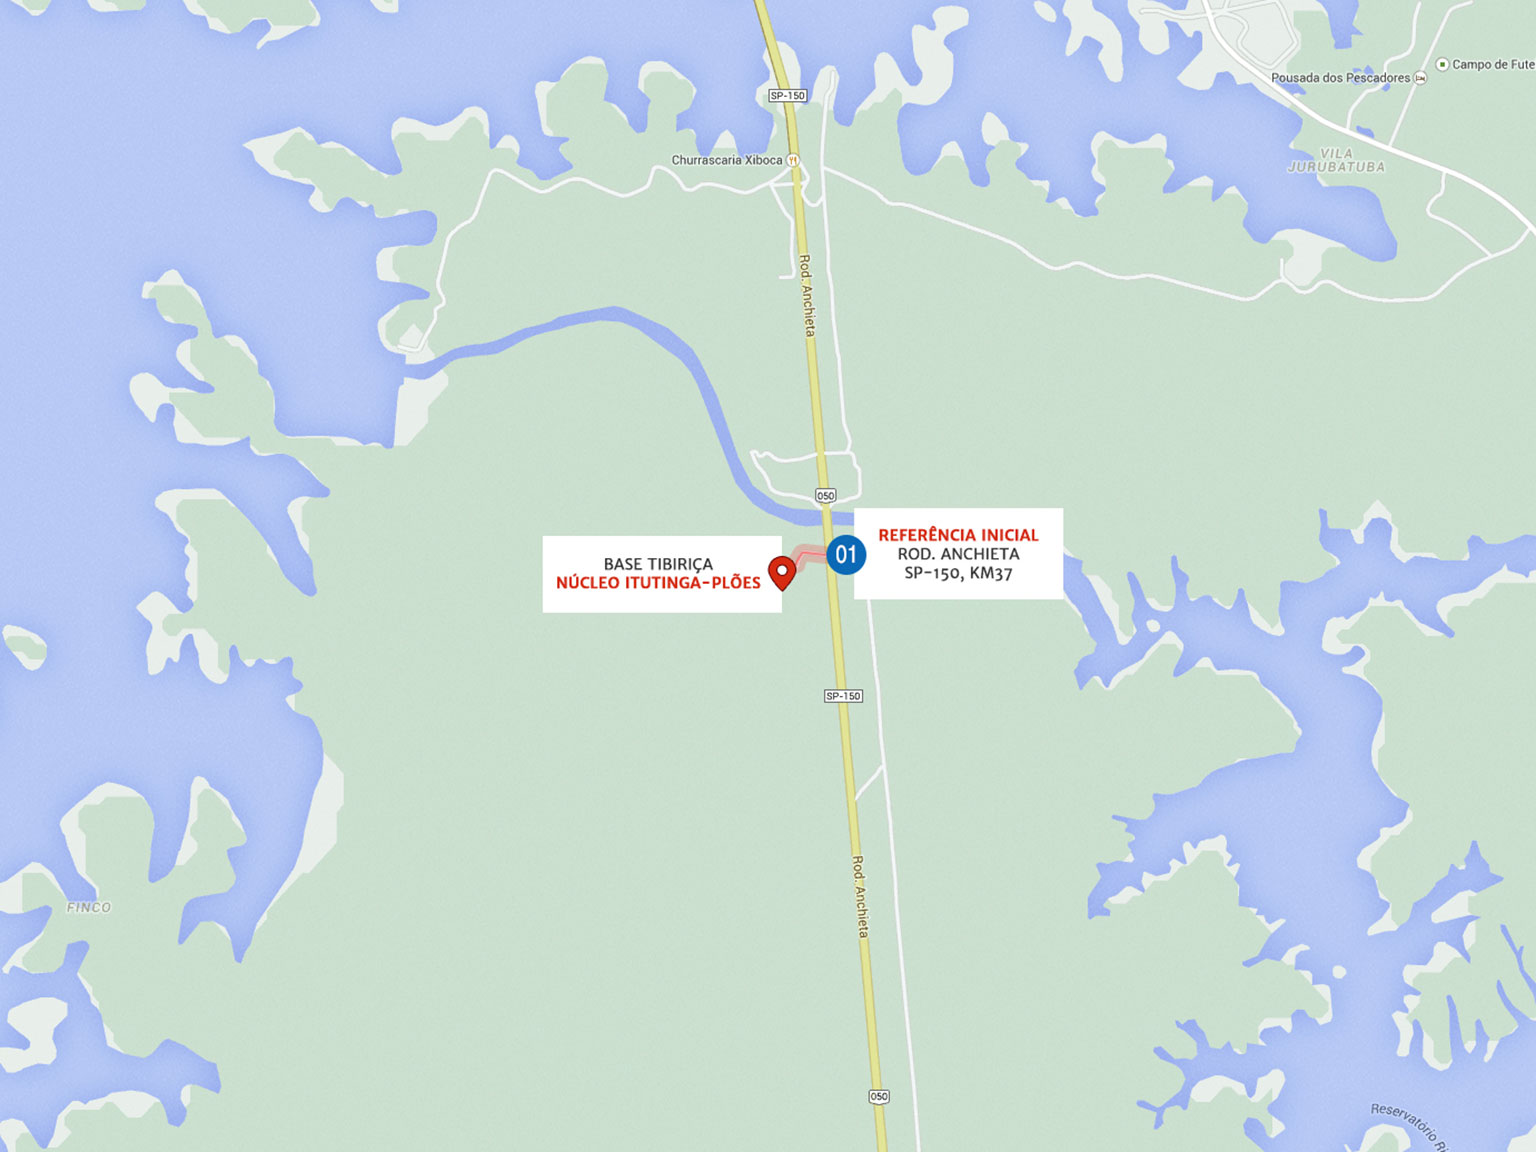 SP-150
Campo de Fute
Pousada dos Pescadores
Churrascaria Xiboca
VILA
JURUBATUBA
Rod. Anchieta
050
REFERÊNCIA INICIAL
ROD. ANCHIETA
SP-150, KM37
01
BASE TIBIRIÇA
NÚCLEO ITUTINGA-PLÕES
SP-150
Rod. Anchieta
FINCO
050
Reservatório Ri